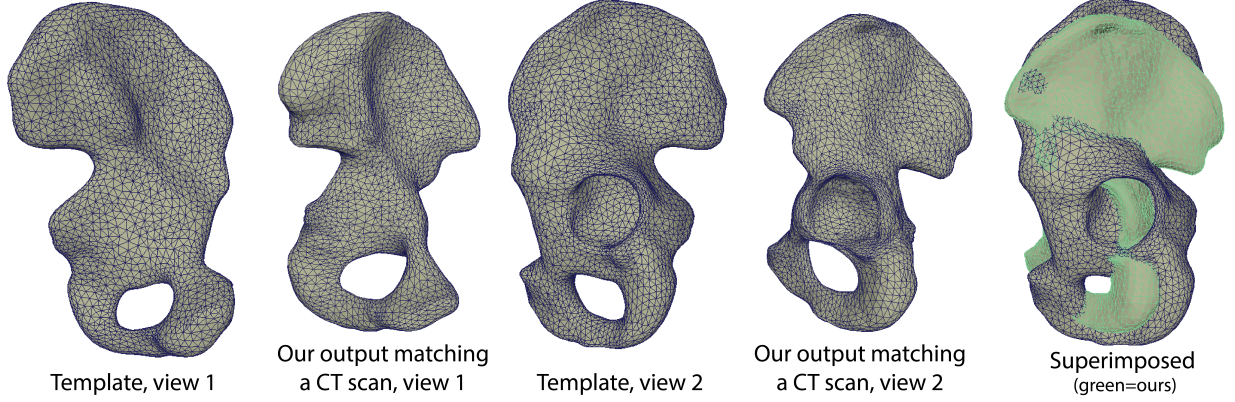 Template, view 1
Our output matching
a CT scan, view 1
Template, view 2
Our output matching
a CT scan, view 2
Superimposed
(green=ours)